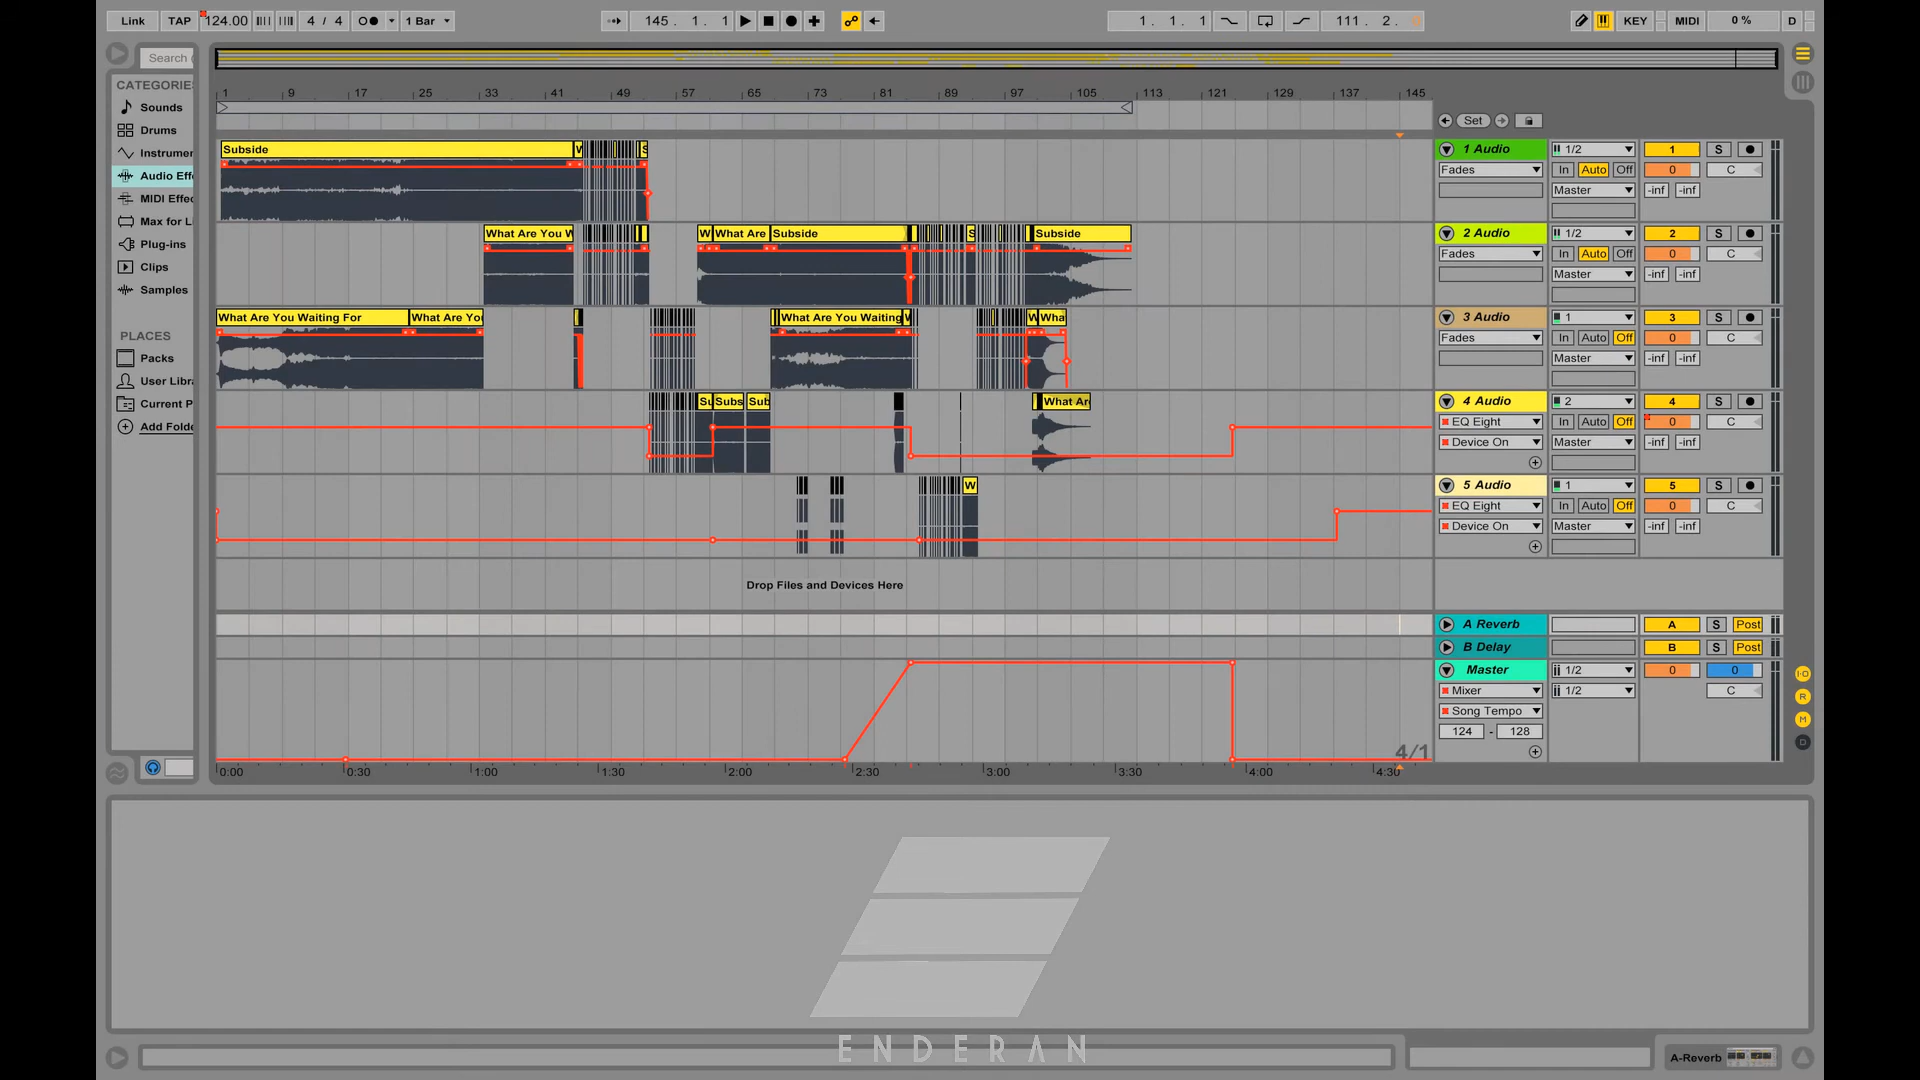 Link TAP 124.00 4 / 4 1 Bar 145 . 1 . 1 1 . 1 . 1 111 . 2 . KEY MIDI 0 % D
Search
CATEGORIES
Sounds
Drums
Instrumen
Audio Effe
MIDI Effec
Max for Li
Plug-ins
Clips
Samples
PLACES
Packs
User Libra
Current P
Add Folde
1 9 17 25 33 41 49 57 65 73 81 89 97 105 113 121 129 137 145
Set
Subside W S
1 Audio 1/2 1 S
Fades In Auto Off 0 C
Master -inf -inf
What Are You W W What Are Subside S Subside
2 Audio 1/2 2 S
Fades In Auto Off 0 C
Master -inf -inf
What Are You Waiting For What Are You What Are You Waiting W W Wha
3 Audio 1 3 S
Fades In Auto Off 0 C
Master -inf -inf
Su Subs Sub What Are
4 Audio 2 4 S
EQ Eight In Auto Off 0 C
Device On Master -inf -inf
W
5 Audio 1 5 S
EQ Eight In Auto Off 0 C
Device On Master -inf -inf
Drop Files and Devices Here
A Reverb A S Post
B Delay B S Post
Master 1/2 0 0
Mixer 1/2 C
Song Tempo
124 - 128
4/1
0:00 0:30 1:00 1:30 2:00 2:30 3:00 3:30 4:00 4:30
I·O
R
M
D
ENDERAN
A-Reverb